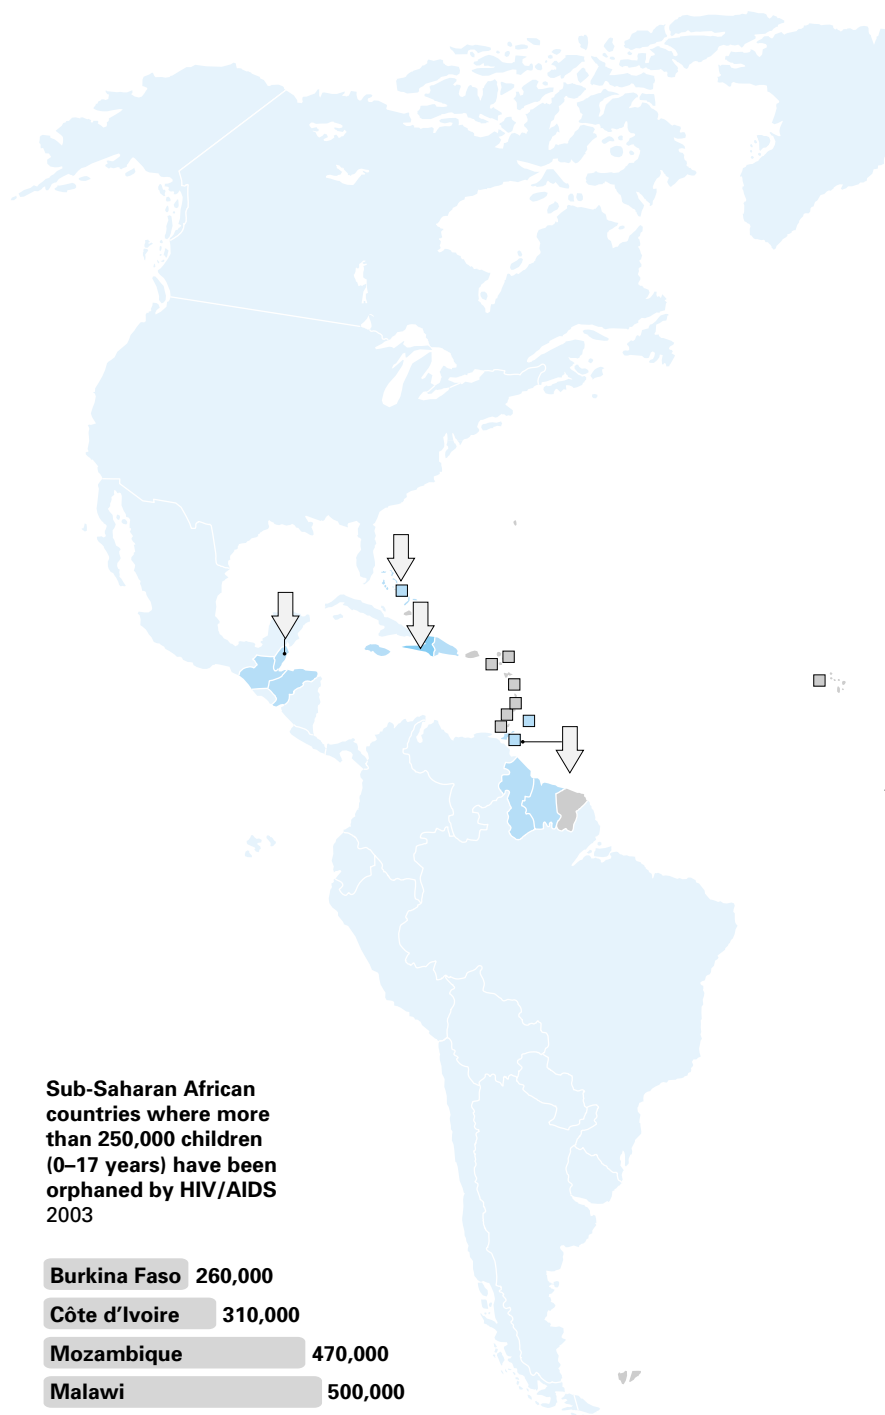 Sub-Saharan African
countries where more
than 250,000 children
(0–17 years) have been
orphaned by HIV/AIDS
2003
Burkina Faso 260,000
Côte d’Ivoire 310,000
Mozambique 470,000
Malawi 500,000